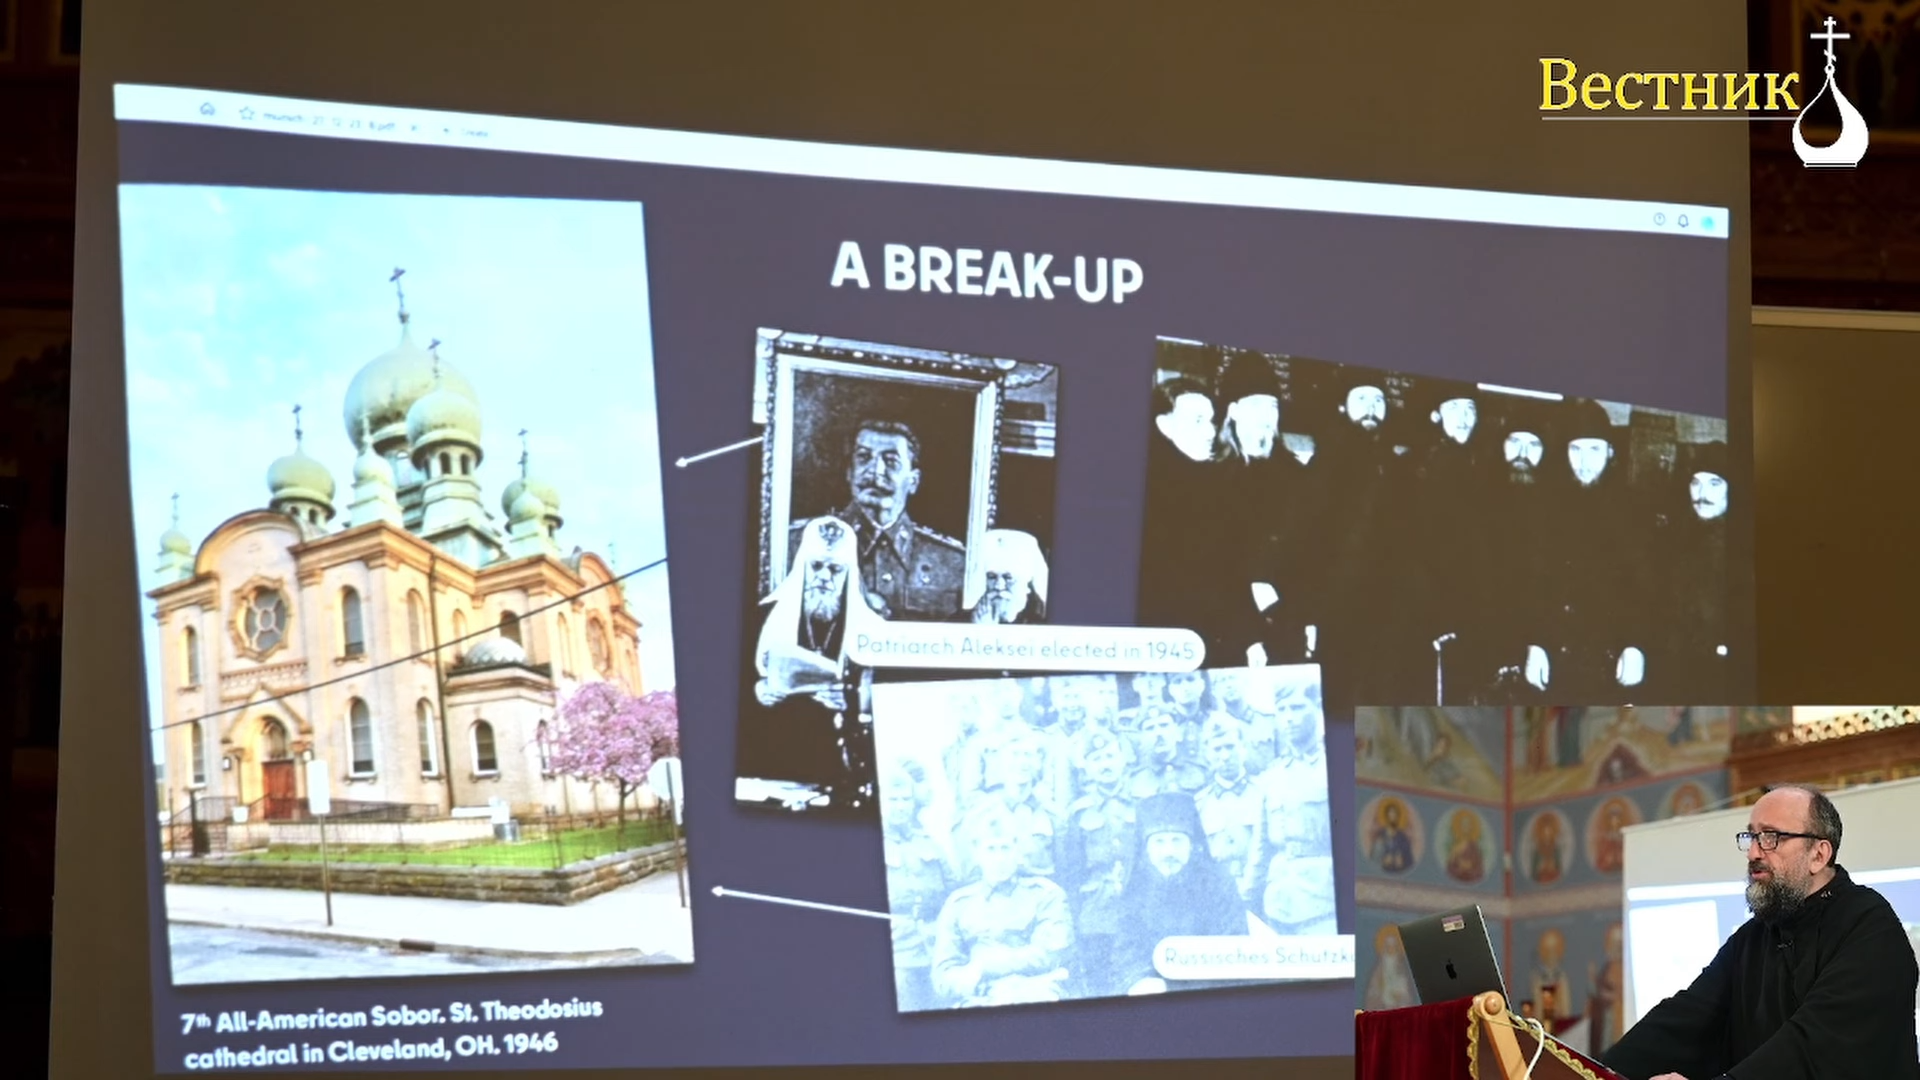 Вестник
A BREAK-UP
Patriarch Aleksei elected in 1945
Russisches
7th All-American Sobor. St. Theodosius
cathedral in Cleveland, OH. 1946